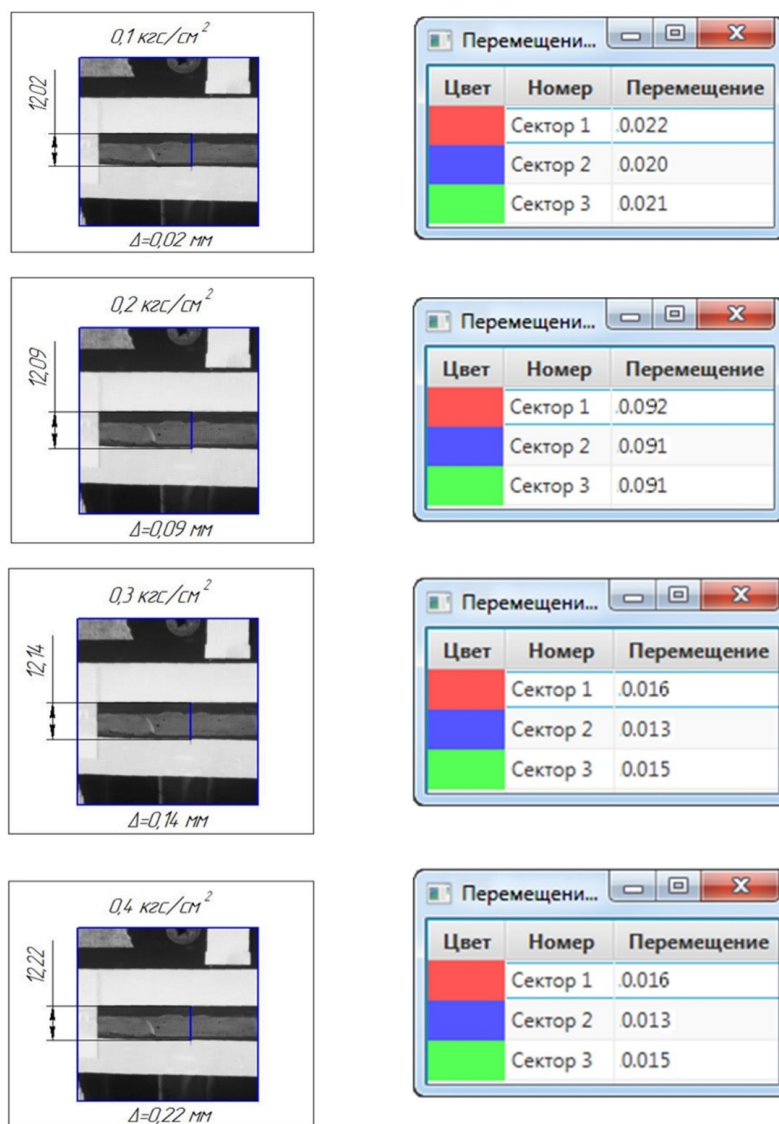 0,1 кгс/см²
12,02
Δ=0,02 мм
Перемещени...
Цвет Номер Перемещение
Сектор 1 .0.022
Сектор 2 0.020
Сектор 3 0.021
0,2 кгс/см²
12,09
Δ=0,09 мм
Перемещени...
Цвет Номер Перемещение
Сектор 1 .0.092
Сектор 2 0.091
Сектор 3 0.091
0,3 кгс/см²
12,14
Δ=0,14 мм
Перемещени...
Цвет Номер Перемещение
Сектор 1 .0.016
Сектор 2 .0.013
Сектор 3 .0.015
0,4 кгс/см²
12,22
Δ=0,22 мм
Перемещени...
Цвет Номер Перемещение
Сектор 1 .0.016
Сектор 2 .0.013
Сектор 3 .0.015